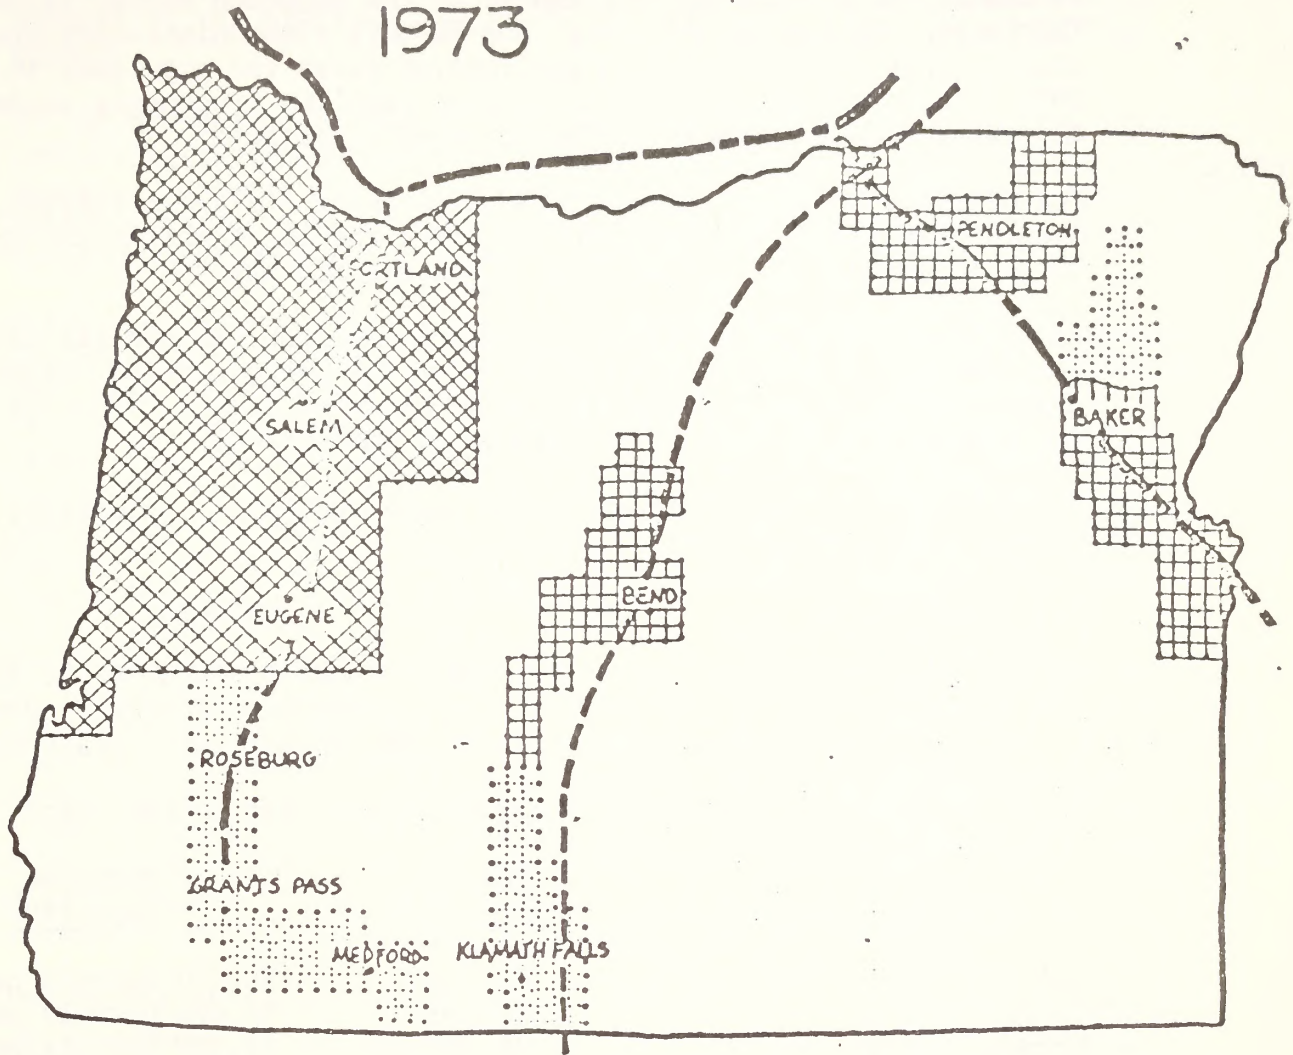 1973
PENDLETON
ORTLAND
BAKER
SALEM
BEND
EUGENE
ROSEBURG
GRANTS PASS
MEDFORD
KLAMATH FALLS